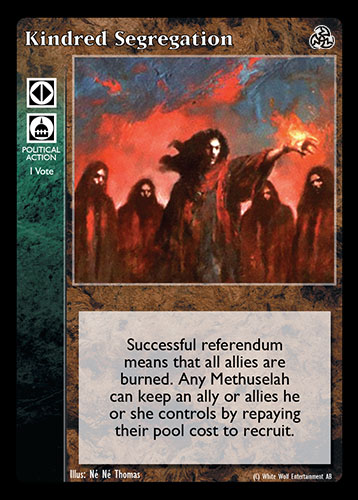 Kindred Segregation
POLITICAL
ACTION
1 Vote
Successful referendum
means that all allies are
burned. Any Methuselah
can keep an ally or allies he
or she controls by repaying
their pool cost to recruit.
Illus: Né Né Thomas
(C) White Wolf Entertainment AB